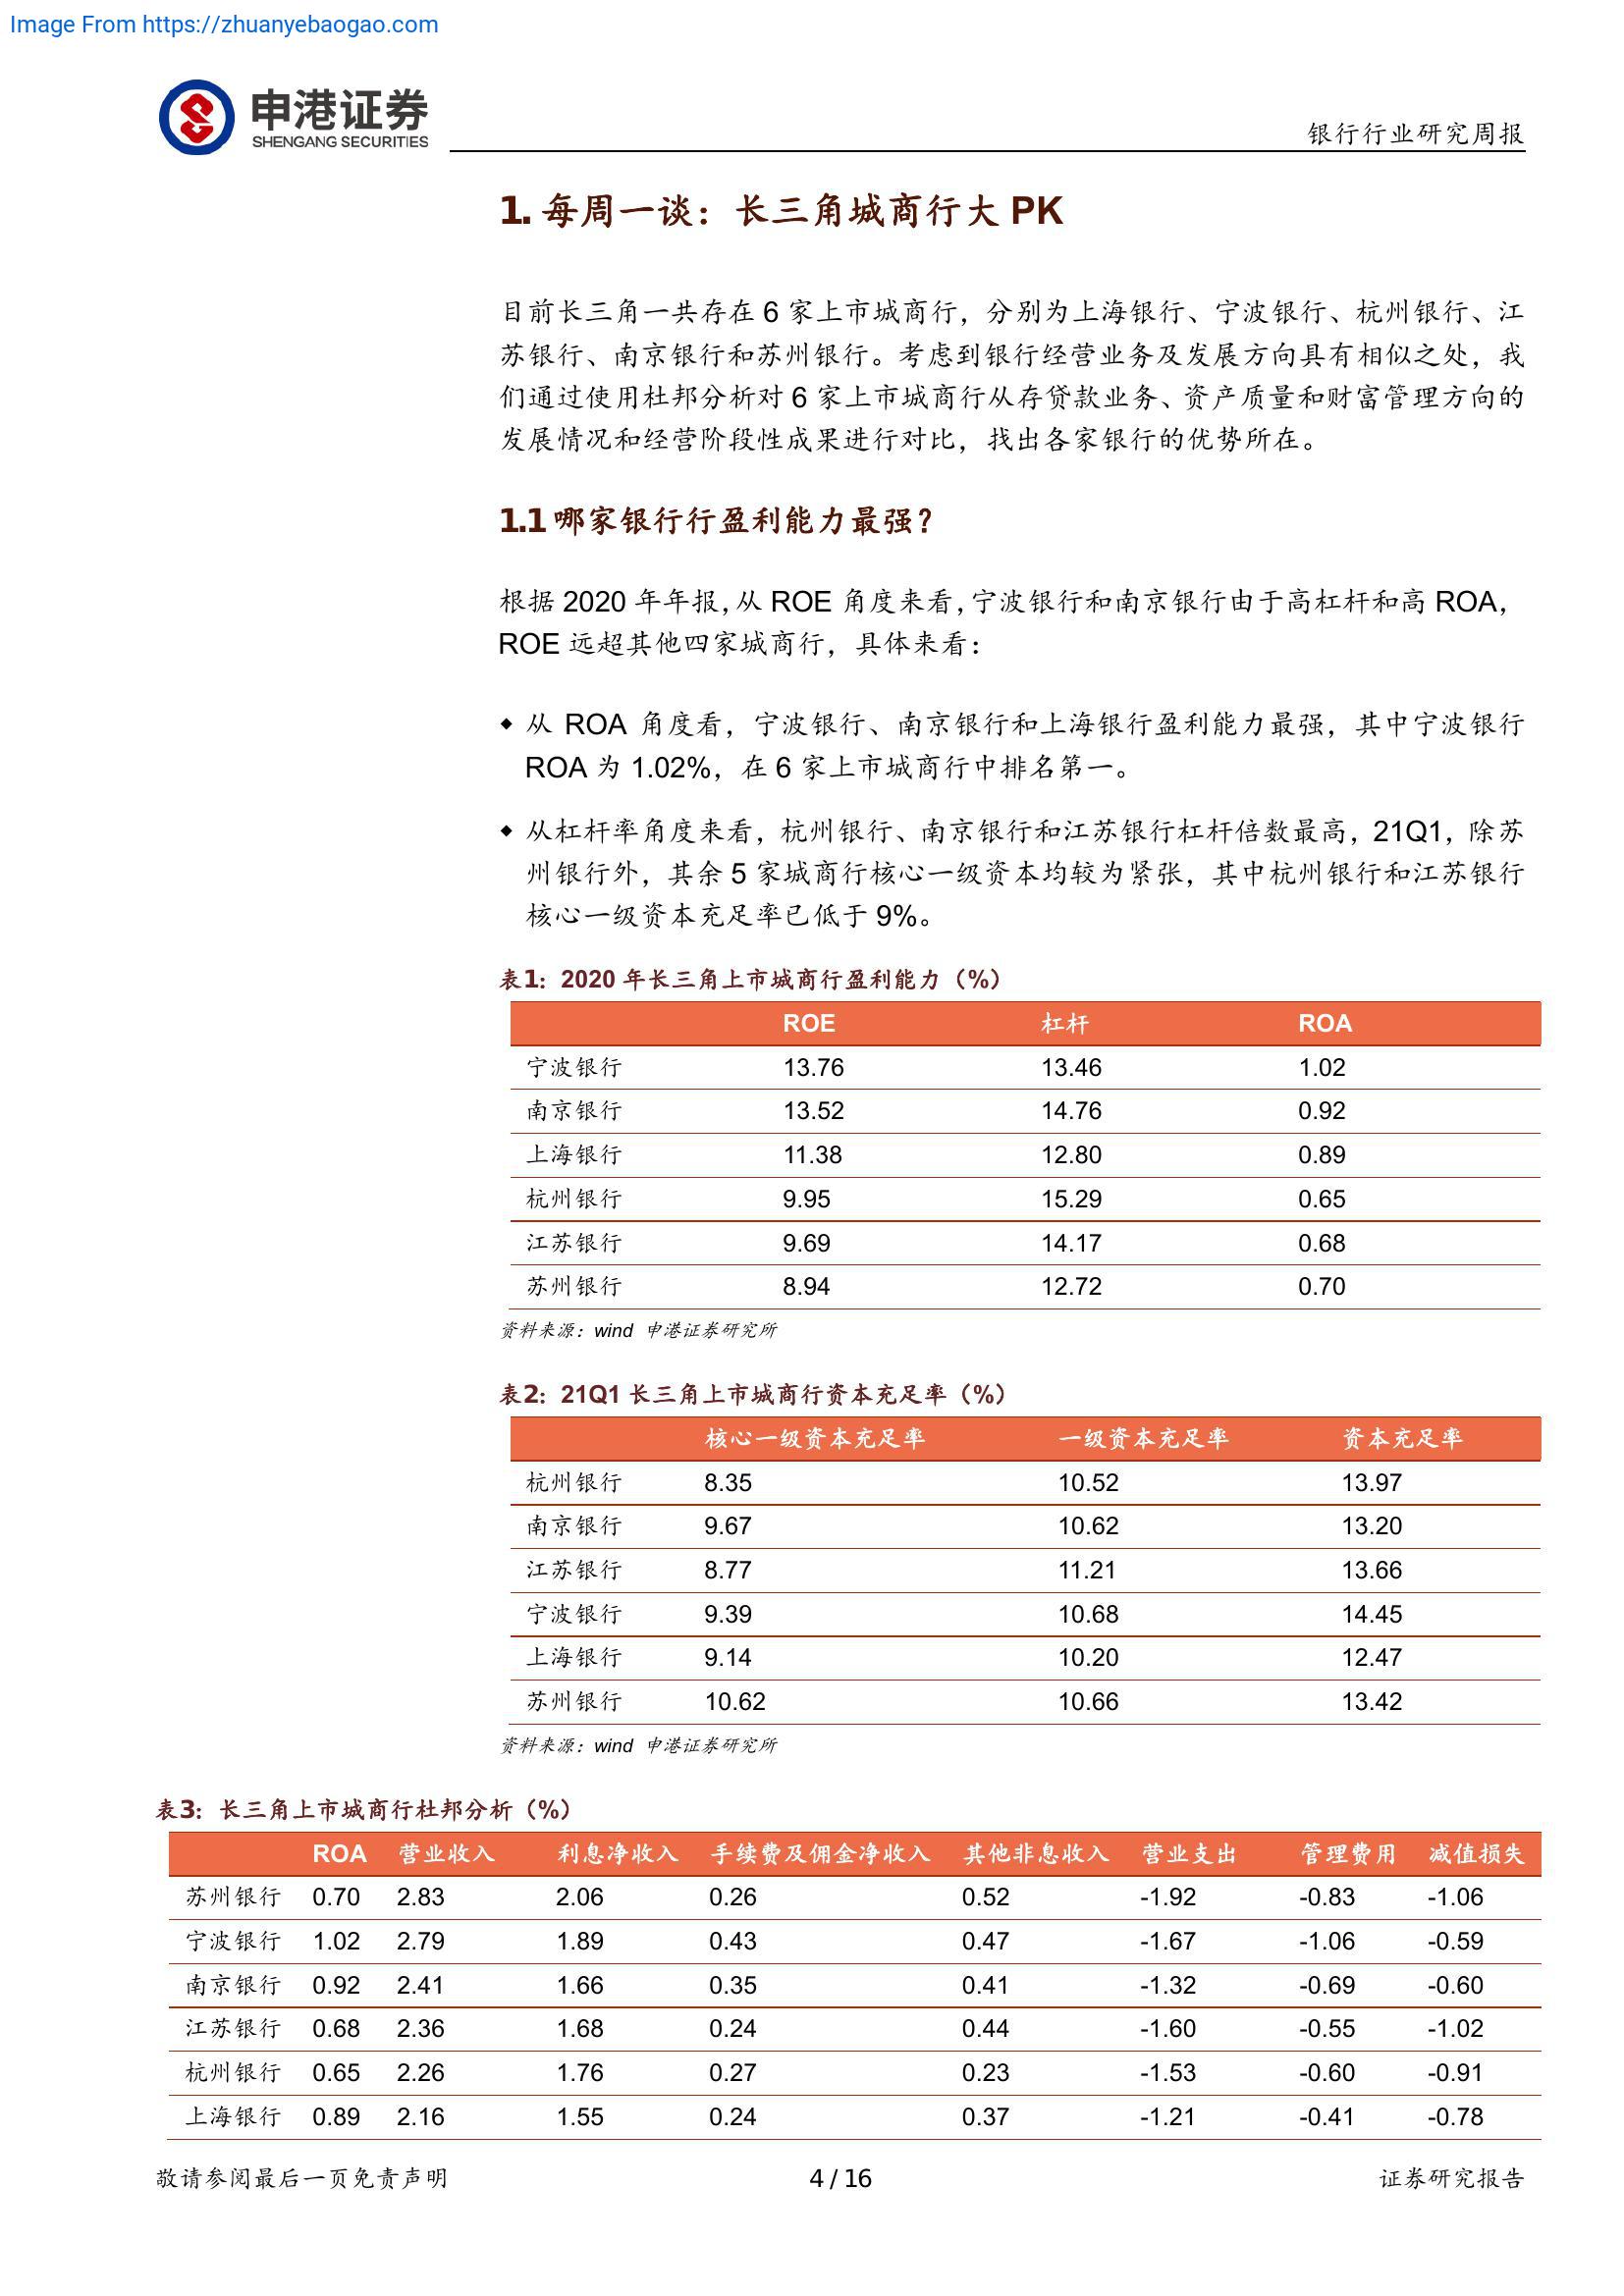 Image From https://zhuanyebaogao.com
申港证券
SHENGANG SECURITIES
银行行业研究周报
1. 每周一谈：长三角城商行大 PK
目前长三角一共存在 6 家上市城商行，分别为上海银行、宁波银行、杭州银行、江
苏银行、南京银行和苏州银行。考虑到银行经营业务及发展方向具有相似之处，我
们通过使用杜邦分析对 6 家上市城商行从存贷款业务、资产质量和财富管理方向的
发展情况和经营阶段性成果进行对比，找出各家银行的优势所在。
1.1 哪家银行行盈利能力最强？
根据 2020 年年报，从 ROE 角度来看，宁波银行和南京银行由于高杠杆和高 ROA，
ROE 远超其他四家城商行，具体来看：
◆ 从 ROA 角度看，宁波银行、南京银行和上海银行盈利能力最强，其中宁波银行
ROA 为 1.02%，在 6 家上市城商行中排名第一。
◆ 从杠杆率角度来看，杭州银行、南京银行和江苏银行杠杆倍数最高，21Q1，除苏
州银行外，其余 5 家城商行核心一级资本均较为紧张，其中杭州银行和江苏银行
核心一级资本充足率已低于 9%。
表1：2020 年长三角上市城商行盈利能力（%）
ROE 杠杆 ROA
宁波银行 13.76 13.46 1.02
南京银行 13.52 14.76 0.92
上海银行 11.38 12.80 0.89
杭州银行 9.95 15.29 0.65
江苏银行 9.69 14.17 0.68
苏州银行 8.94 12.72 0.70
资料来源：wind 申港证券研究所
表2：21Q1 长三角上市城商行资本充足率（%）
核心一级资本充足率 一级资本充足率 资本充足率
杭州银行 8.35 10.52 13.97
南京银行 9.67 10.62 13.20
江苏银行 8.77 11.21 13.66
宁波银行 9.39 10.68 14.45
上海银行 9.14 10.20 12.47
苏州银行 10.62 10.66 13.42
资料来源：wind 申港证券研究所
表3：长三角上市城商行杜邦分析（%）
ROA 营业收入 利息净收入 手续费及佣金净收入 其他非息收入 营业支出 管理费用 减值损失
苏州银行 0.70 2.83 2.06 0.26 0.52 -1.92 -0.83 -1.06
宁波银行 1.02 2.79 1.89 0.43 0.47 -1.67 -1.06 -0.59
南京银行 0.92 2.41 1.66 0.35 0.41 -1.32 -0.69 -0.60
江苏银行 0.68 2.36 1.68 0.24 0.44 -1.60 -0.55 -1.02
杭州银行 0.65 2.26 1.76 0.27 0.23 -1.53 -0.60 -0.91
上海银行 0.89 2.16 1.55 0.24 0.37 -1.21 -0.41 -0.78
敬请参阅最后一页免责声明
4 / 16
证券研究报告